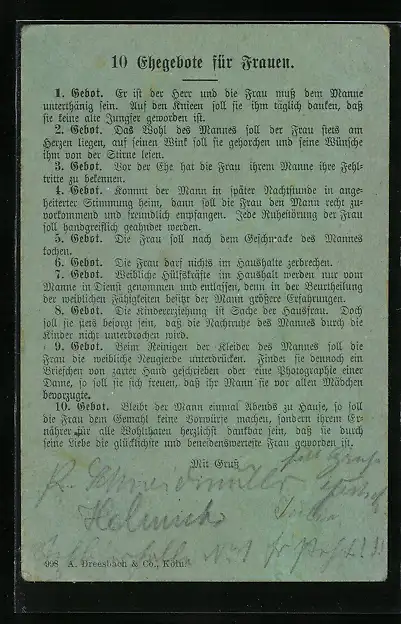 10 Ehegebote für Frauen.
1. Gebot. Er ist der Herr und die Frau muß dem Manne
unterthänig sein. Auf den Knieen soll sie ihm täglich danken, daß
sie keine alte Jungfer geworden ist.
2. Gebot. Das Wohl des Mannes soll der Frau stets am
Herzen liegen, auf seinen Wink soll sie gehorchen und seine Wünsche
ihm von der Stirne lesen.
3. Gebot. Vor der Ehe hat die Frau ihrem Manne ihre Fehl-
tritte zu bekennen.
4. Gebot. Kommt der Mann in später Nachtstunde in ange-
heiterter Stimmung heim, dann soll die Frau den Mann recht zu-
vorkommend und freundlich empfangen. Jede Ruhestörung der Frau
soll handgreiflich geahndet werden.
5. Gebot. Die Frau soll nach dem Geschmacke des Mannes
kochen.
6. Gebot. Die Frau darf nichts im Haushalte zerbrechen.
7. Gebot. Weibliche Hülfskräfte im Haushalt werden nur vom
Manne in Dienst genommen und entlassen, denn in der Beurtheilung
der weiblichen Fähigkeiten besitzt der Mann größere Erfahrungen.
8. Gebot. Die Kindererziehung ist Sache der Hausfrau. Doch
soll sie stets besorgt sein, daß die Nachtruhe des Mannes durch die
Kinder nicht unterbrochen wird.
9. Gebot. Beim Reinigen der Kleider des Mannes soll die
Frau die weibliche Neugierde unterdrücken. Findet sie dennoch ein
Briefchen von zarter Hand geschrieben oder eine Photographie einer
Dame, so soll sie sich freuen, daß ihr Mann sie vor allen Mädchen
bevorzugte.
10. Gebot. Bleibt der Mann einmal Abends zu Hause, so soll
die Frau dem Gemahl keine Vorwürfe machen, sondern ihrem Er-
nährer für alle Wohlthaten herzlichst dankbar sein, daß sie durch
seine Liebe die glücklichste und beneidenswerteste Frau geworden ist.
Mit Gruß
998 A. Dreesbach & Co., Köln